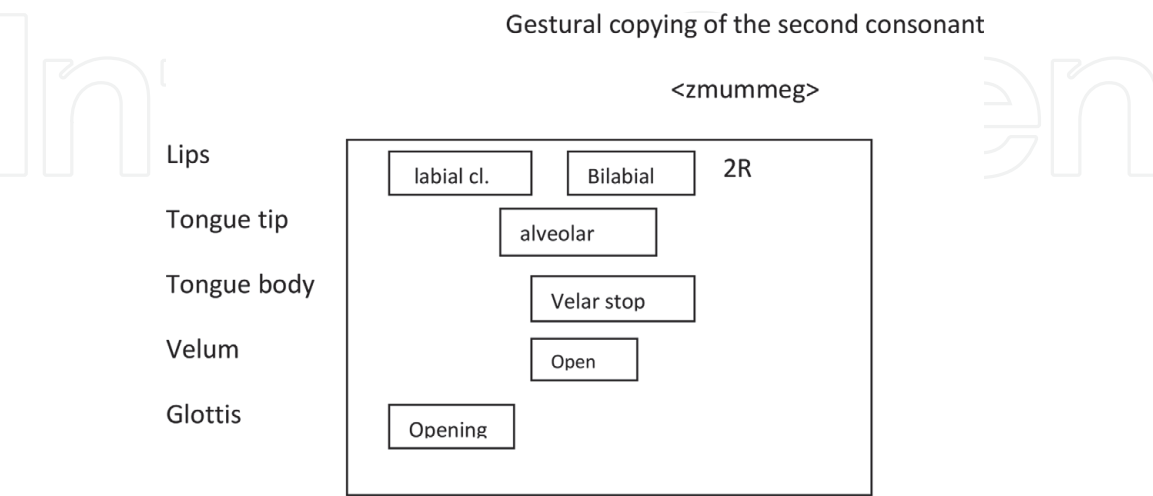 Gestural copying of the second consonant
<zmummeg>
Lips labial cl. Bilabial 2R
Tongue tip alveolar
Tongue body Velar stop
Velum Open
Glottis Opening